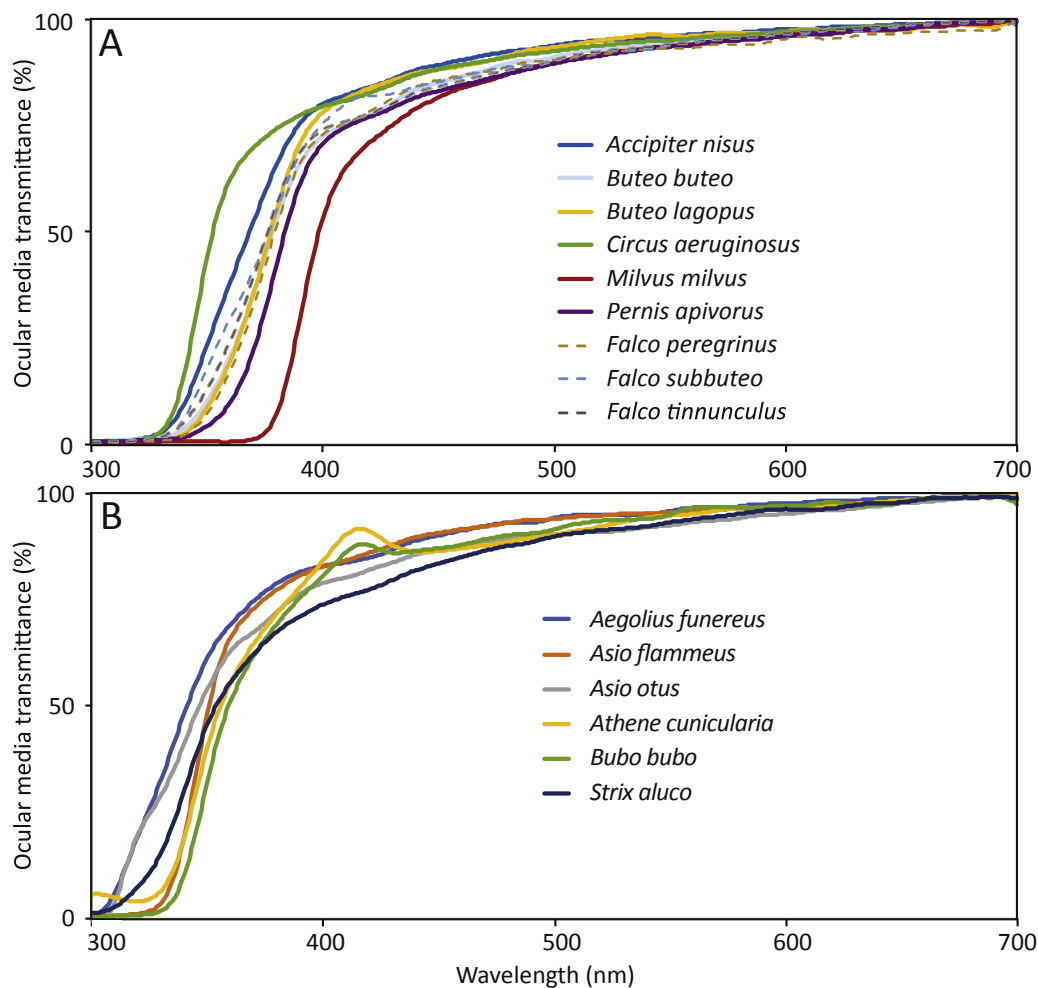 A
Ocular media transmittance (%)
100
50
0
Accipiter nisus
Buteo buteo
Buteo lagopus
Circus aeruginosus
Milvus milvus
Pernis apivorus
Falco peregrinus
Falco subbuteo
Falco tinnunculus
300 400 500 600 700
B
Ocular media transmittance (%)
100
50
0
Aegolius funereus
Asio flammeus
Asio otus
Athene cunicularia
Bubo bubo
Strix aluco
300 400 500 600 700
Wavelength (nm)